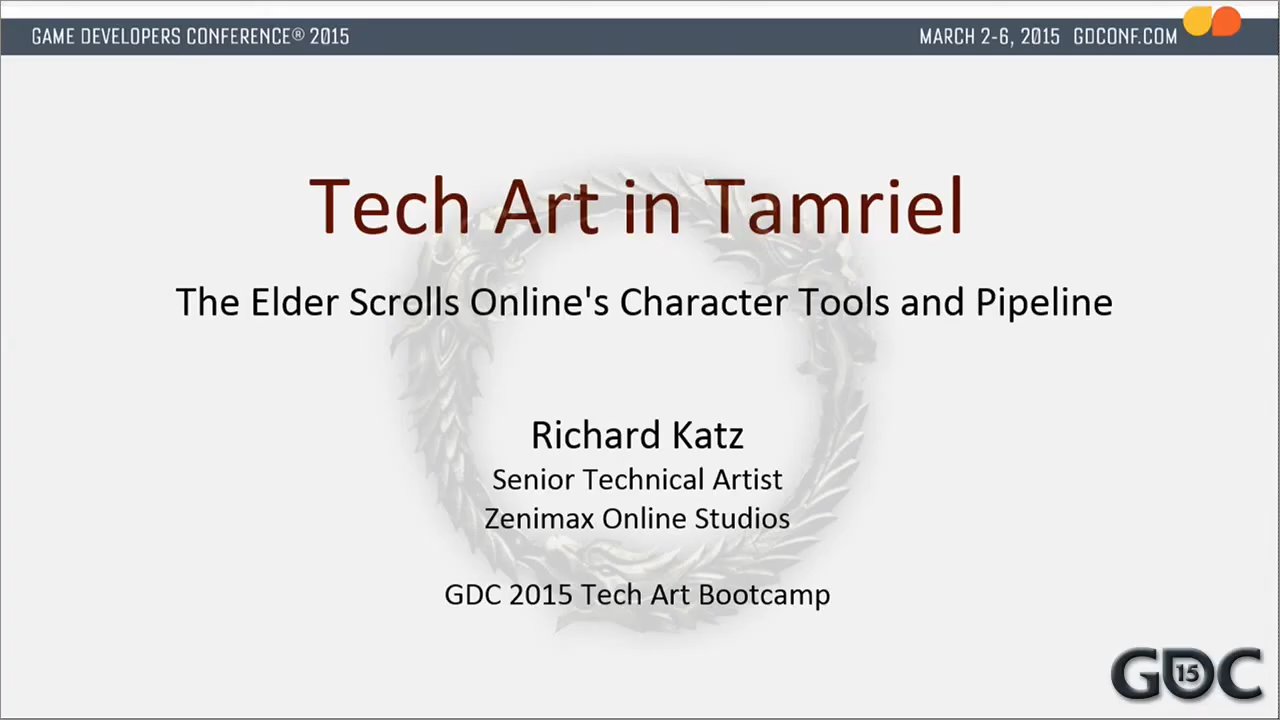 GAME DEVELOPERS CONFERENCE® 2015
MARCH 2-6, 2015 GDCONF.COM
Tech Art in Tamriel
The Elder Scrolls Online's Character Tools and Pipeline
Richard Katz
Senior Technical Artist
Zenimax Online Studios
GDC 2015 Tech Art Bootcamp
GDC 15